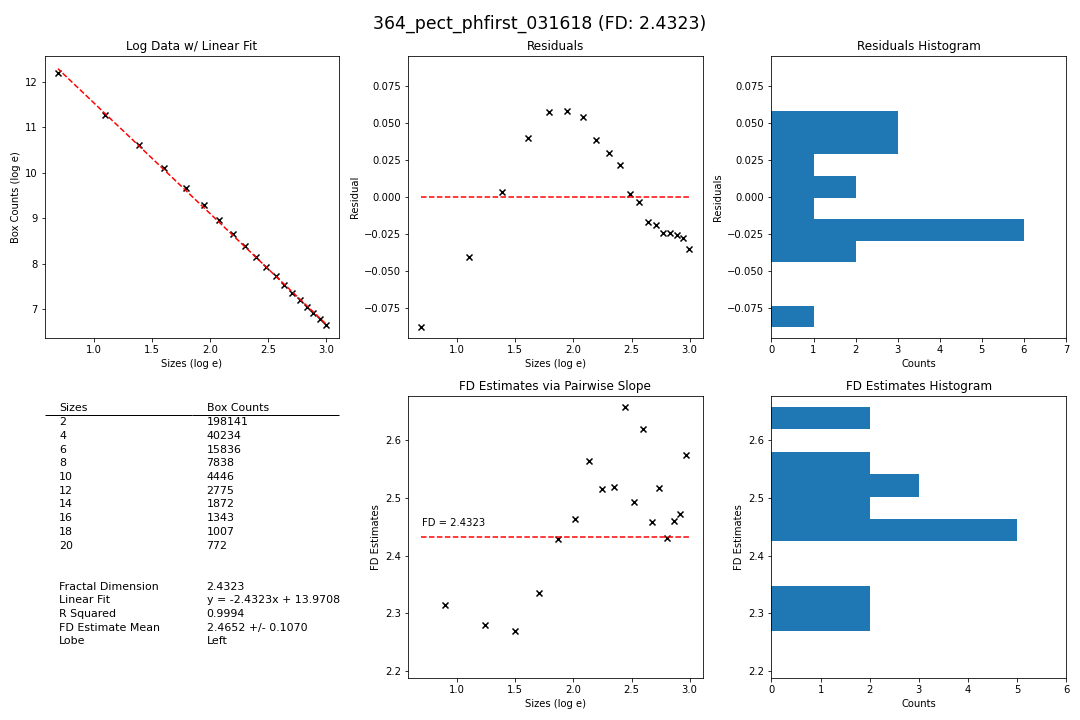 364_pect_phfirst_031618 (FD: 2.4323)
Log Data w/ Linear Fit
12
11
10
9
8
7
Box Counts (log e)
1.0 1.5 2.0 2.5 3.0
Sizes (log e)
Residuals
0.075
0.050
0.025
0.000
−0.025
−0.050
−0.075
Residual
1.0 1.5 2.0 2.5 3.0
Sizes (log e)
Residuals Histogram
0.075
0.050
0.025
0.000
−0.025
−0.050
−0.075
Residuals
0 1 2 3 4 5 6 7
Counts
Sizes Box Counts
2 198141
4 40234
6 15836
8 7838
10 4446
12 2775
14 1872
16 1343
18 1007
20 772
Fractal Dimension 2.4323
Linear Fit y = -2.4323x + 13.9708
R Squared 0.9994
FD Estimate Mean 2.4652 +/- 0.1070
Lobe Left
FD Estimates via Pairwise Slope
2.6
2.5
2.4
2.3
2.2
FD Estimates
FD = 2.4323
1.0 1.5 2.0 2.5 3.0
Sizes (log e)
FD Estimates Histogram
2.6
2.5
2.4
2.3
2.2
FD Estimates
0 1 2 3 4 5 6
Counts